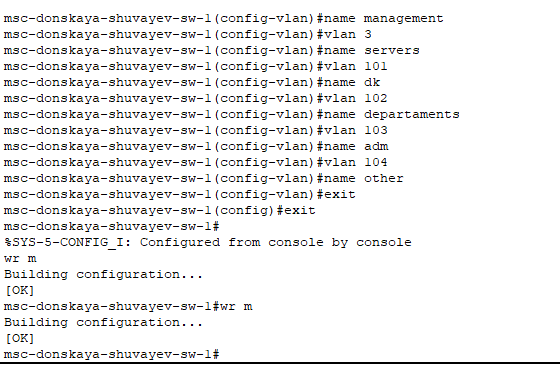 msc-donskaya-shuvayev-sw-1(config-vlan)#name management
msc-donskaya-shuvayev-sw-1(config-vlan)#vlan 3
msc-donskaya-shuvayev-sw-1(config-vlan)#name servers
msc-donskaya-shuvayev-sw-1(config-vlan)#vlan 101
msc-donskaya-shuvayev-sw-1(config-vlan)#name dk
msc-donskaya-shuvayev-sw-1(config-vlan)#vlan 102
msc-donskaya-shuvayev-sw-1(config-vlan)#name departaments
msc-donskaya-shuvayev-sw-1(config-vlan)#vlan 103
msc-donskaya-shuvayev-sw-1(config-vlan)#name adm
msc-donskaya-shuvayev-sw-1(config-vlan)#vlan 104
msc-donskaya-shuvayev-sw-1(config-vlan)#name other
msc-donskaya-shuvayev-sw-1(config-vlan)#exit
msc-donskaya-shuvayev-sw-1(config)#exit
msc-donskaya-shuvayev-sw-1#
%SYS-5-CONFIG_I: Configured from console by console
wr m
Building configuration...
[OK]
msc-donskaya-shuvayev-sw-1#wr m
Building configuration...
[OK]
msc-donskaya-shuvayev-sw-1#